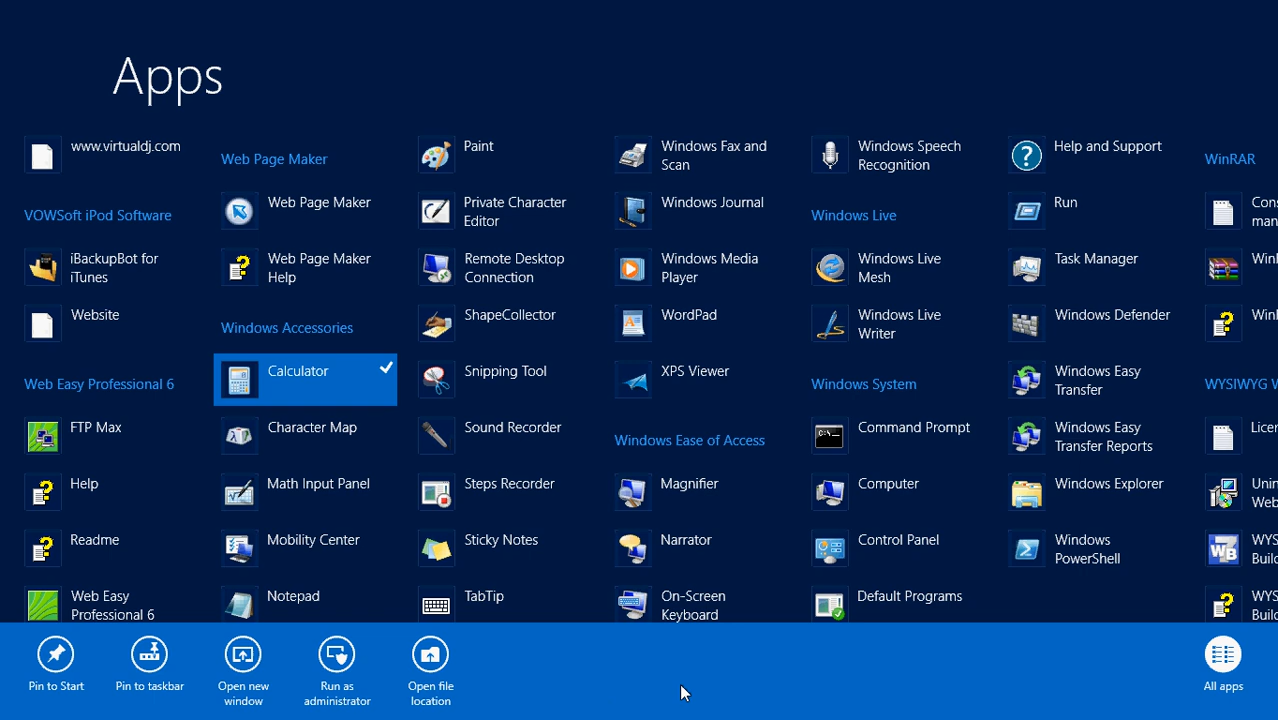 Apps
www.virtualdj.com
VOWSoft iPod Software
iBackupBot for
iTunes
Website
Web Easy Professional 6
FTP Max
Help
Readme
Web Easy
Professional 6
Web Page Maker
Web Page Maker
Web Page Maker
Help
Windows Accessories
Calculator
Character Map
Math Input Panel
Mobility Center
Notepad
Paint
Private Character
Editor
Remote Desktop
Connection
ShapeCollector
Snipping Tool
Sound Recorder
Steps Recorder
Sticky Notes
TabTip
Windows Fax and
Scan
Windows Journal
Windows Media
Player
WordPad
XPS Viewer
Windows Ease of Access
Magnifier
Narrator
On-Screen
Keyboard
Windows Speech
Recognition
Windows Live
Windows Live
Mesh
Windows Live
Writer
Windows System
Command Prompt
Computer
Control Panel
Default Programs
Help and Support
Run
Task Manager
Windows Defender
Windows Easy
Transfer
Windows Easy
Transfer Reports
Windows Explorer
Windows
PowerShell
WinRAR
WYSIWYG W
Pin to Start
Pin to taskbar
Open new
window
Run as
administrator
Open file
location
All apps